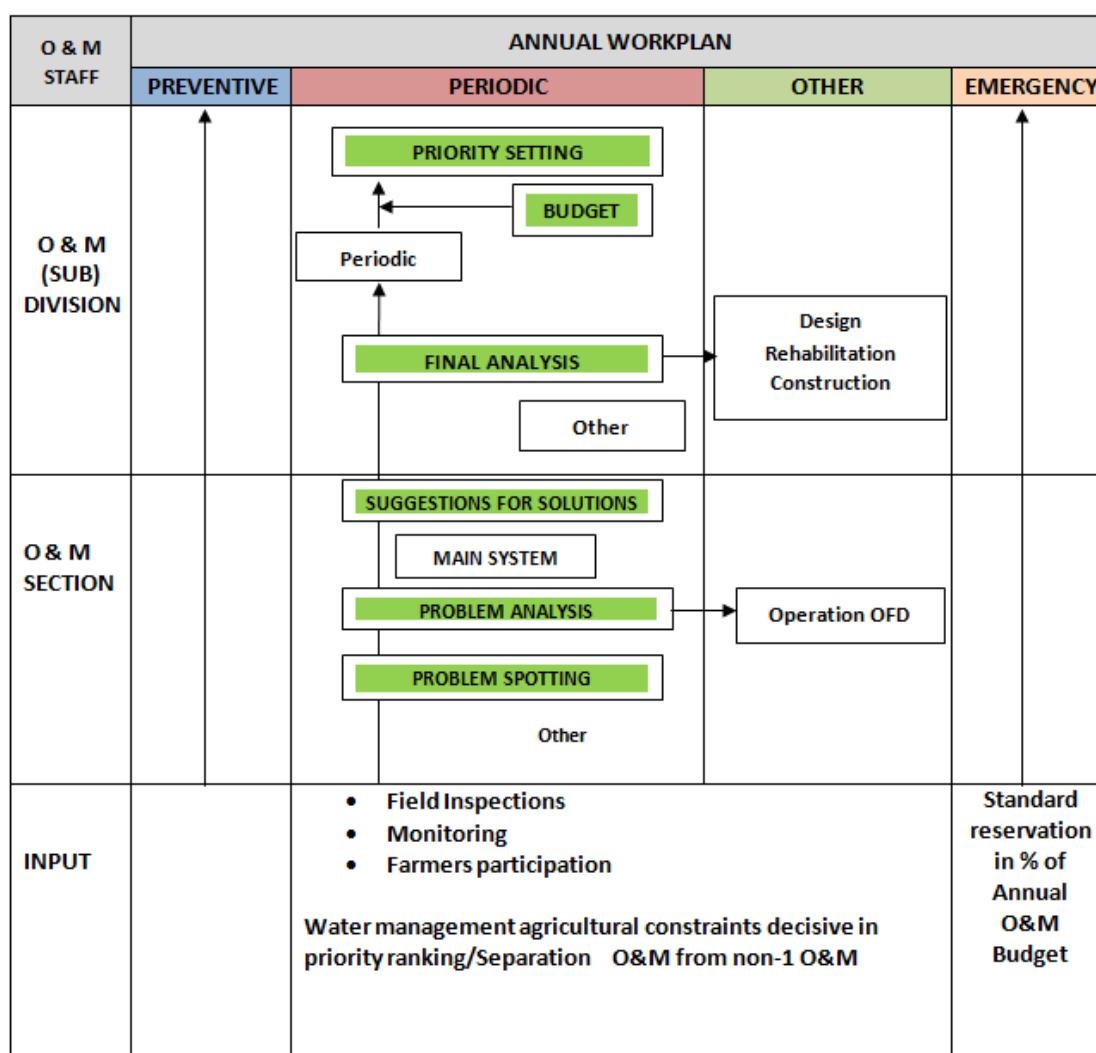 O & M
STAFF
ANNUAL WORKPLAN
PREVENTIVE
PERIODIC
OTHER
EMERGENCY
O & M
(SUB)
DIVISION
PRIORITY SETTING
BUDGET
Periodic
FINAL ANALYSIS
Other
Design
Rehabilitation
Construction
O & M
SECTION
SUGGESTIONS FOR SOLUTIONS
MAIN SYSTEM
PROBLEM ANALYSIS
Operation OFD
PROBLEM SPOTTING
Other
INPUT
• Field Inspections
• Monitoring
• Farmers participation
Water management agricultural constraints decisive in
priority ranking/Separation O&M from non-1 O&M
Standard
reservation
in % of
Annual
O&M
Budget